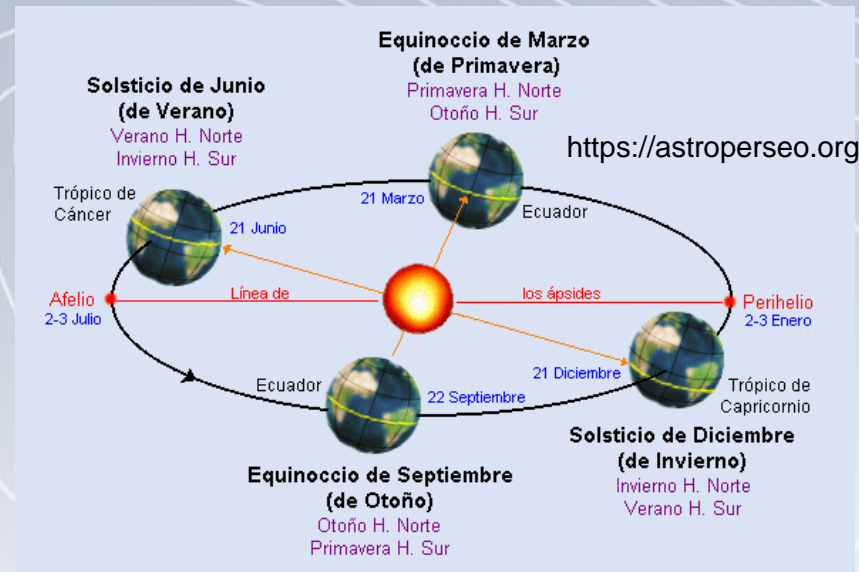 Equinoccio de Marzo
(de Primavera)
Primavera H. Norte
Otoño H. Sur
Solsticio de Junio
(de Verano)
Verano H. Norte
Invierno H. Sur
https://astroperseo.org
Trópico de
Cáncer
21 Junio
21 Marzo
Ecuador
Afelio
2-3 Julio
Línea de
los ápsides
Perihelio
2-3 Enero
Ecuador
22 Septiembre
21 Diciembre
Trópico de
Capricornio
Equinoccio de Septiembre
(de Otoño)
Otoño H. Norte
Primavera H. Sur
Solsticio de Diciembre
(de Invierno)
Invierno H. Norte
Verano H. Sur